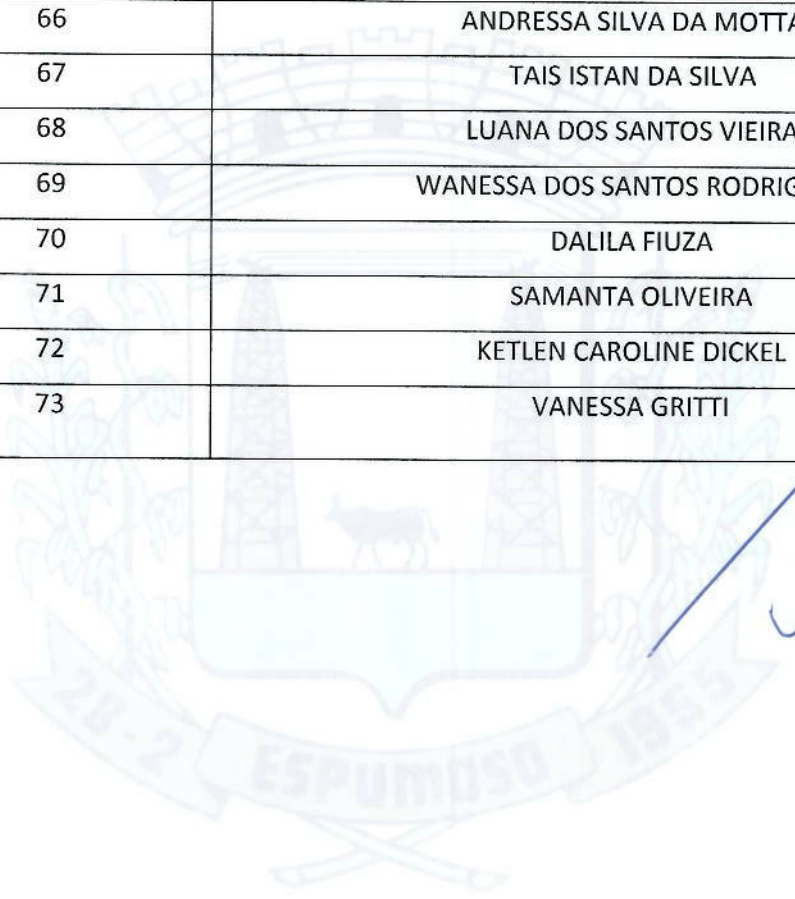 66 ANDRESSA SILVA DA MOTTA
67 TAIS ISTAN DA SILVA
68 LUANA DOS SANTOS VIEIRA
69 WANESSA DOS SANTOS RODRIG
70 DALILA FIUZA
71 SAMANTA OLIVEIRA
72 KETLEN CAROLINE DICKEL
73 VANESSA GRITTI
28-2 ESPUMOSO 1955